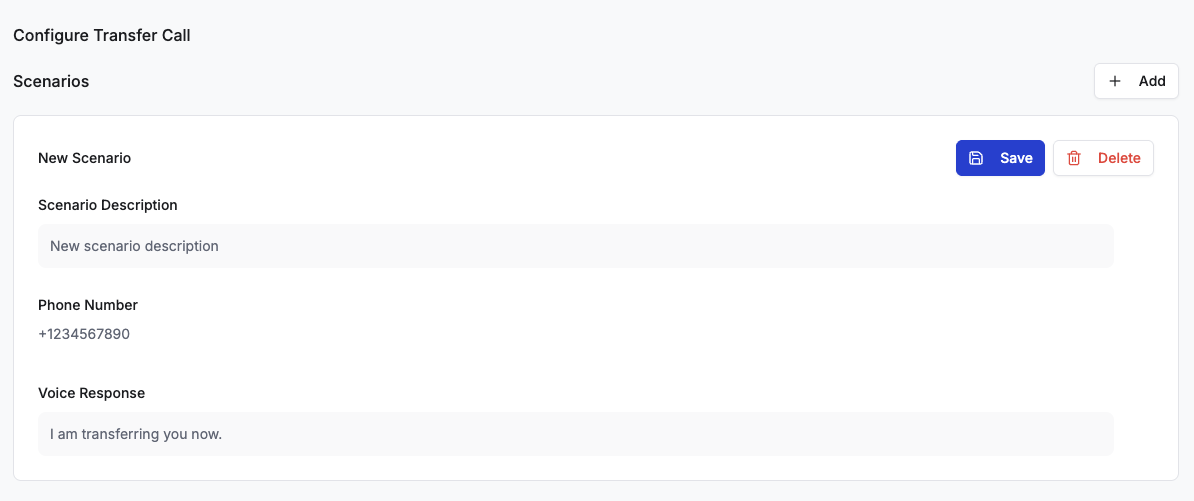 Configure Transfer Call
Scenarios
Add
New Scenario
Save
Delete
Scenario Description
New scenario description
Phone Number
+1234567890
Voice Response
I am transferring you now.